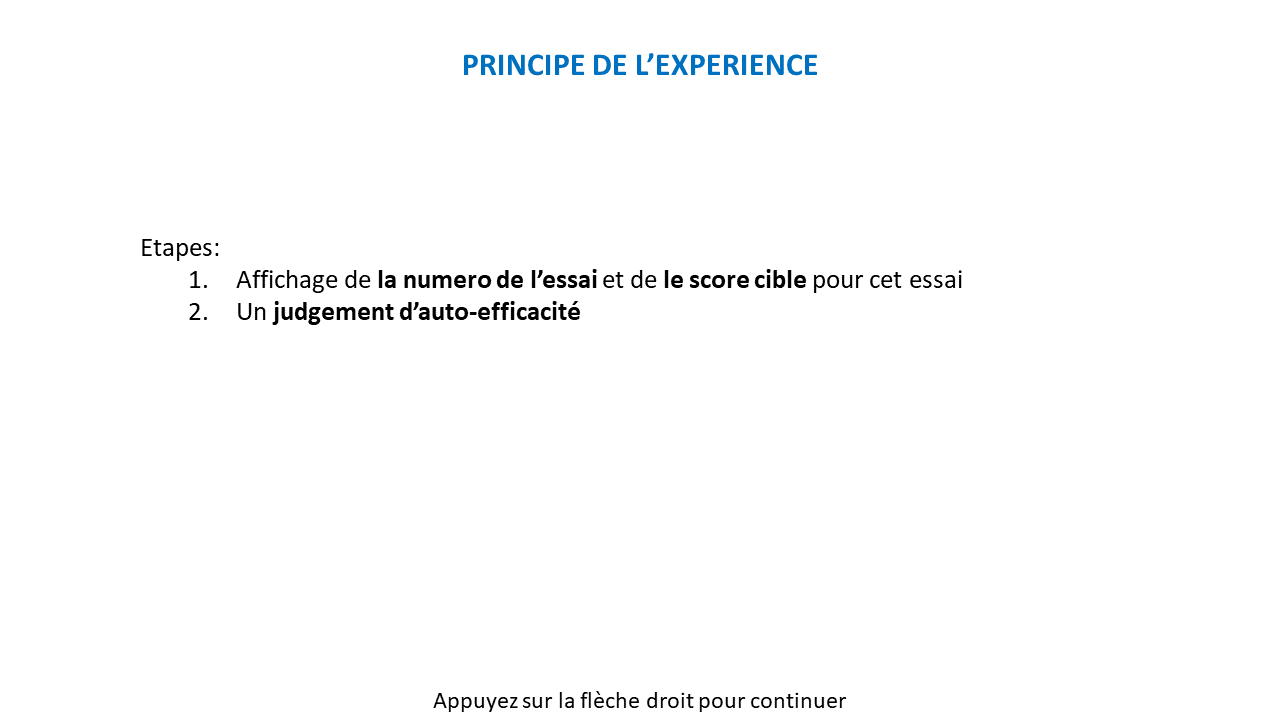 PRINCIPE DE L’EXPERIENCE
Etapes:
1. Affichage de la numero de l’essai et de le score cible pour cet essai
2. Un judgement d’auto-efficacité
Appuyez sur la flèche droit pour continuer